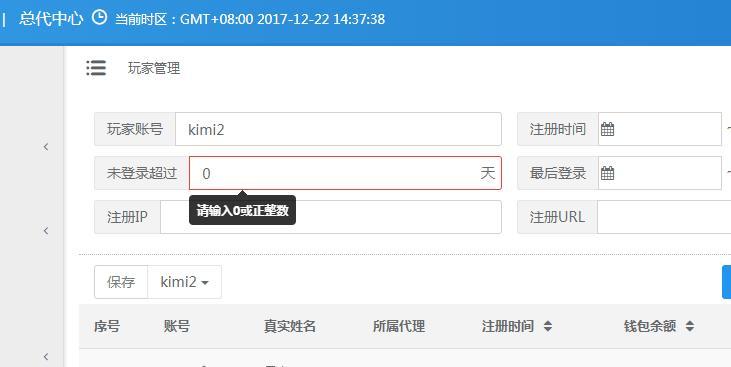 总代中心 当前时区：GMT+08:00 2017-12-22 14:37:38
玩家管理
玩家账号 kimi2 注册时间
未登录超过 0 天 最后登录
请输入0或正整数
注册IP 注册URL
保存 kimi2
序号 账号 真实姓名 所属代理 注册时间 钱包余额